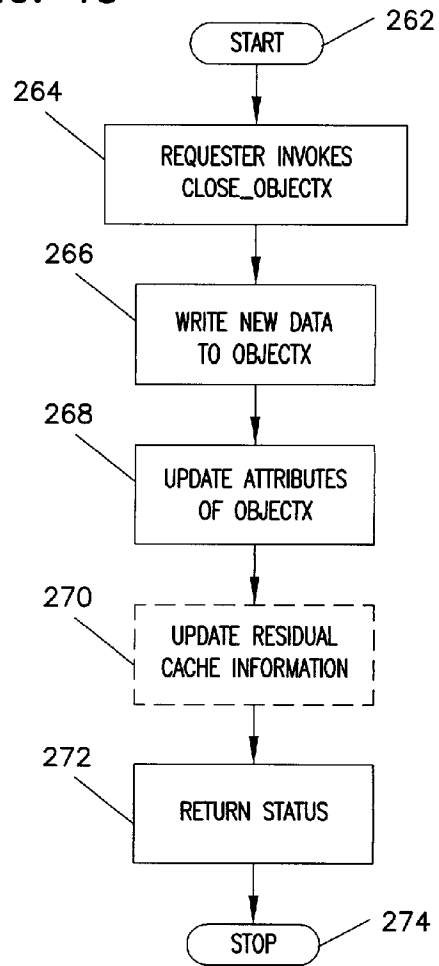 262
START
264
REQUESTER INVOKES
CLOSE_OBJECTX
266
WRITE NEW DATA
TO OBJECTX
268
UPDATE ATTRIBUTES
OF OBJECTX
270
UPDATE RESIDUAL
CACHE INFORMATION
272
RETURN STATUS
274
STOP